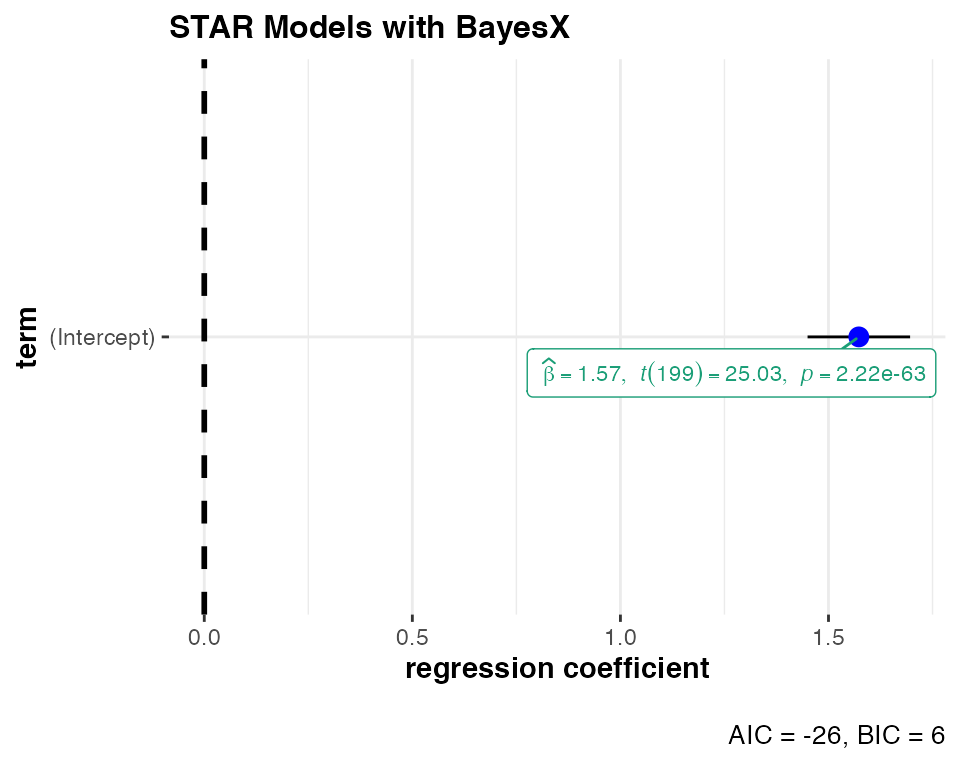 STAR Models with BayesX
term
(Intercept)
β̂ = 1.57, t(199) = 25.03, p = 2.22e-63
0.0 0.5 1.0 1.5
regression coefficient
AIC = -26, BIC = 6